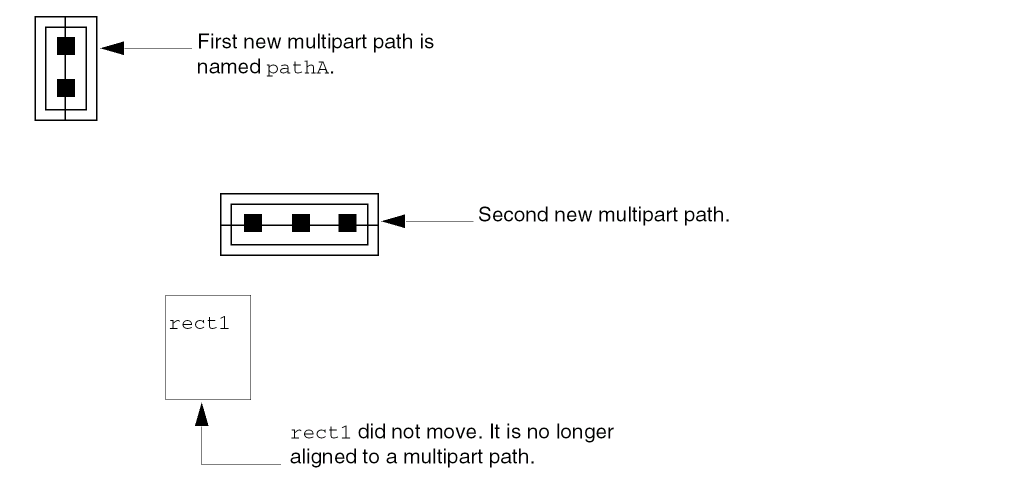 First new multipart path is
named pathA.
Second new multipart path.
rect1
rect1 did not move. It is no longer
aligned to a multipart path.